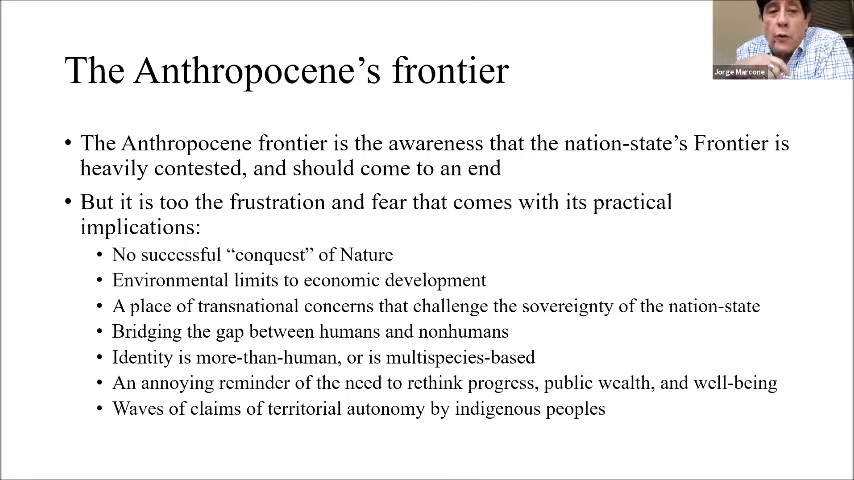 The Anthropocene's frontier
Jorge Marcone
• The Anthropocene frontier is the awareness that the nation-state's Frontier is
heavily contested, and should come to an end
• But it is too the frustration and fear that comes with its practical
implications:
• No successful “conquest” of Nature
• Environmental limits to economic development
• A place of transnational concerns that challenge the sovereignty of the nation-state
• Bridging the gap between humans and nonhumans
• Identity is more-than-human, or is multispecies-based
• An annoying reminder of the need to rethink progress, public wealth, and well-being
• Waves of claims of territorial autonomy by indigenous peoples